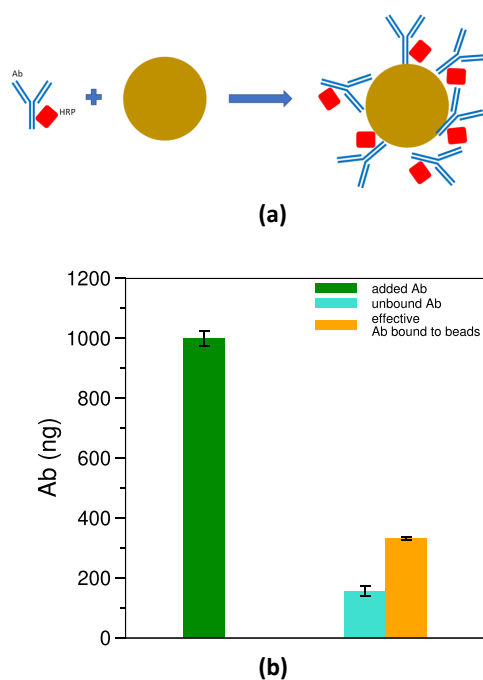 Ab
HRP
(a)
1200
1000
800
600
400
200
0
Ab (ng)
added Ab
unbound Ab
effective
Ab bound to beads
(b)